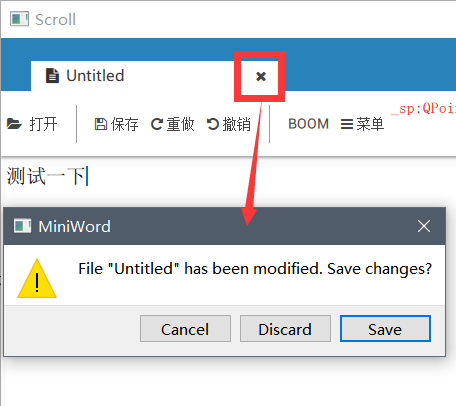 Scroll
Untitled
打开 保存 重做 撤销 BOOM 菜单 _sp:QPoi
测试一下
MiniWord
File "Untitled" has been modified. Save changes?
Cancel Discard Save